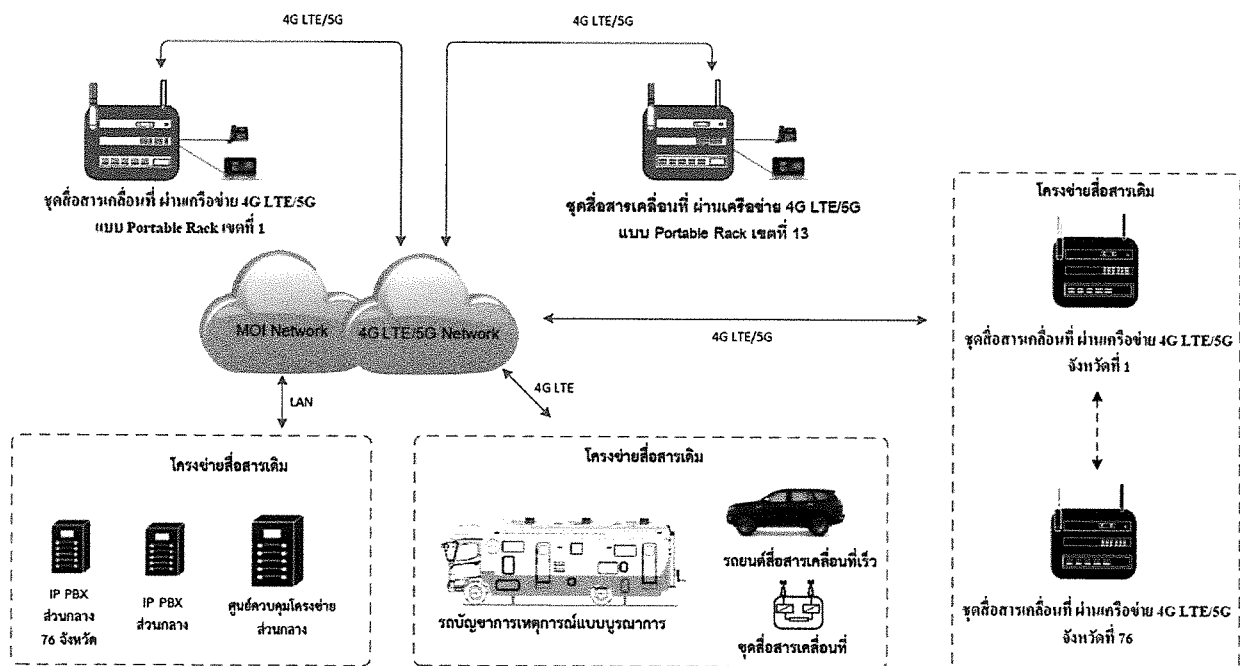 4G LTE/5G
4G LTE/5G
ชุดสื่อสารเคลื่อนที่ ผ่านเครือข่าย 4G LTE/5G
แบบ Portable Rack เขตที่ 1
ชุดสื่อสารเคลื่อนที่ ผ่านเครือข่าย 4G LTE/5G
แบบ Portable Rack เขตที่ 13
MOI Network
4G LTE/5G Network
4G LTE/5G
LAN
4G LTE
โครงข่ายสื่อสารเดิม
ชุดสื่อสารเคลื่อนที่ ผ่านเครือข่าย 4G LTE/5G
จังหวัดที่ 1
ชุดสื่อสารเคลื่อนที่ ผ่านเครือข่าย 4G LTE/5G
จังหวัดที่ 76
โครงข่ายสื่อสารเดิม
IP PBX
ส่วนกลาง
76 จังหวัด
IP PBX
ส่วนกลาง
ศูนย์ควบคุมโครงข่าย
ส่วนกลาง
โครงข่ายสื่อสารเดิม
รถบัญชาการเหตุการณ์แบบบูรณาการ
รถยนต์สื่อสารเคลื่อนที่เร็ว
ชุดสื่อสารเคลื่อนที่